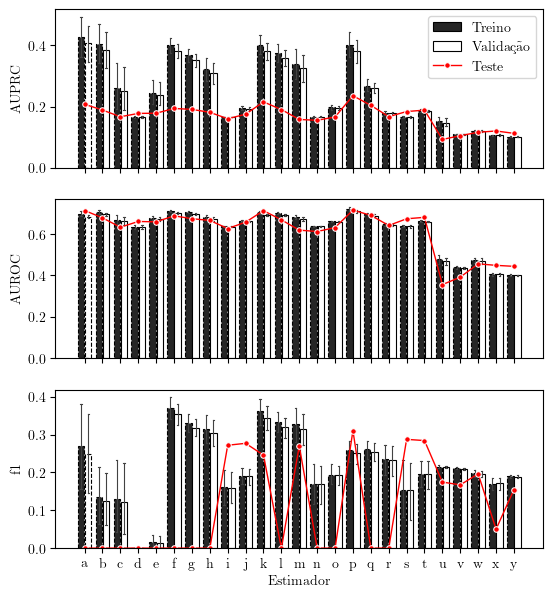 Treino
Validação
Teste
0.4
0.2
0.0
AUPRC
0.6
0.4
0.2
0.0
AUROC
0.4
0.3
0.2
0.1
0.0
f1
a b c d e f g h i j k l m n o p q r s t u v w x y
Estimador